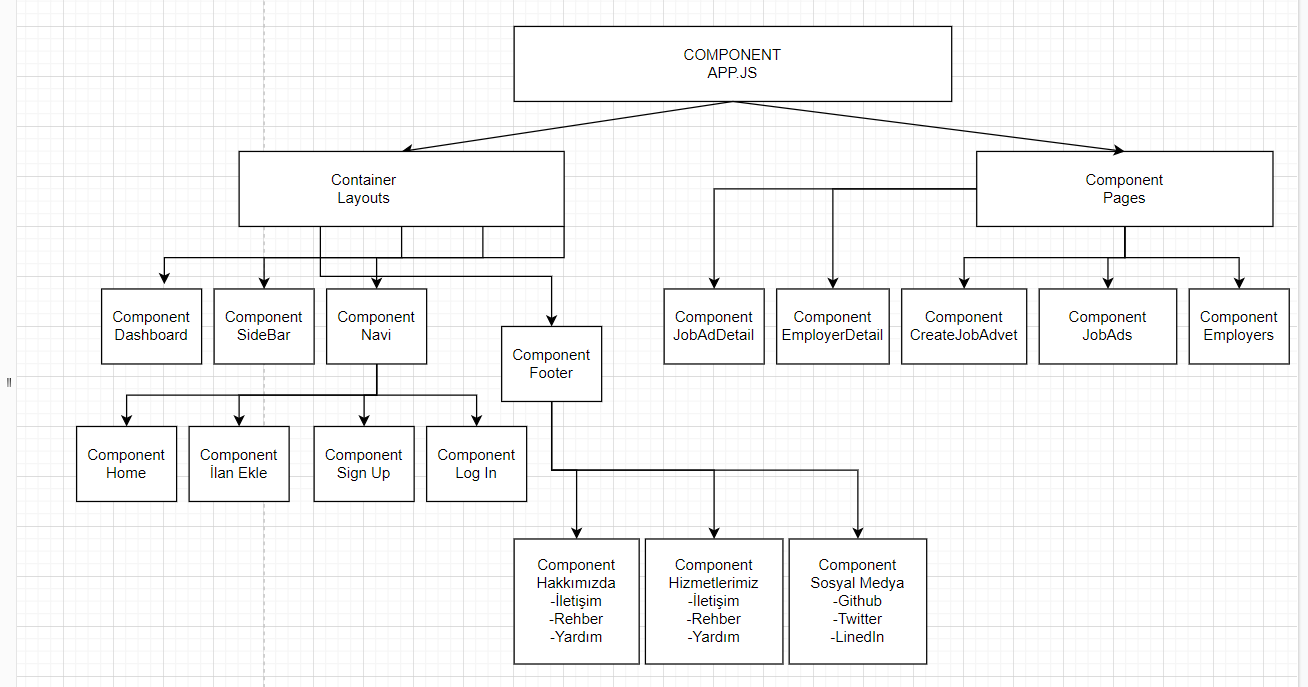 COMPONENT
APP.JS
Container
Layouts
Component
Pages
Component
Dashboard
Component
SideBar
Component
Navi
Component
Footer
Component
JobAdDetail
Component
EmployerDetail
Component
CreateJobAdvet
Component
JobAds
Component
Employers
Component
Home
Component
İlan Ekle
Component
Sign Up
Component
Log In
Component
Hakkımızda
-İletişim
-Rehber
-Yardım
Component
Hizmetlerimiz
-İletişim
-Rehber
-Yardım
Component
Sosyal Medya
-Github
-Twitter
-LinedIn